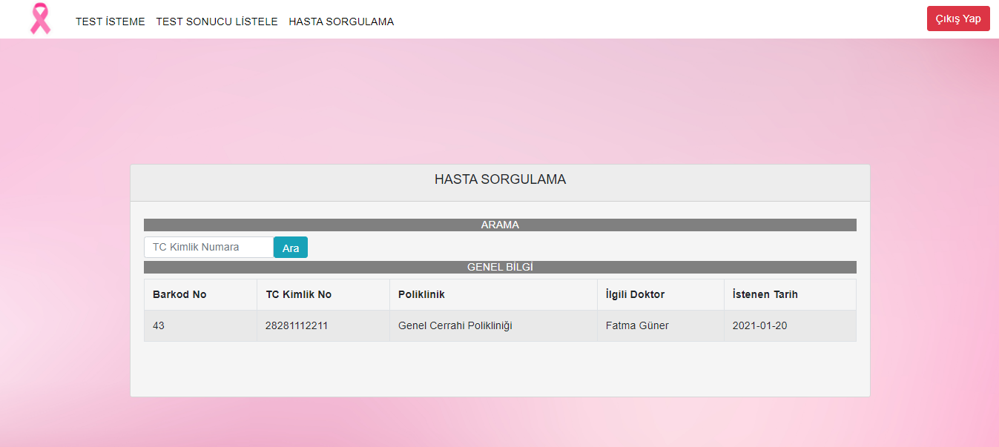 TEST İSTEME TEST SONUCU LİSTELE HASTA SORGULAMA Çıkış Yap
HASTA SORGULAMA
ARAMA
TC Kimlik Numara Ara
GENEL BİLGİ
Barkod No TC Kimlik No Poliklinik İlgili Doktor İstenen Tarih
43 28281112211 Genel Cerrahi Polikliniği Fatma Güner 2021-01-20